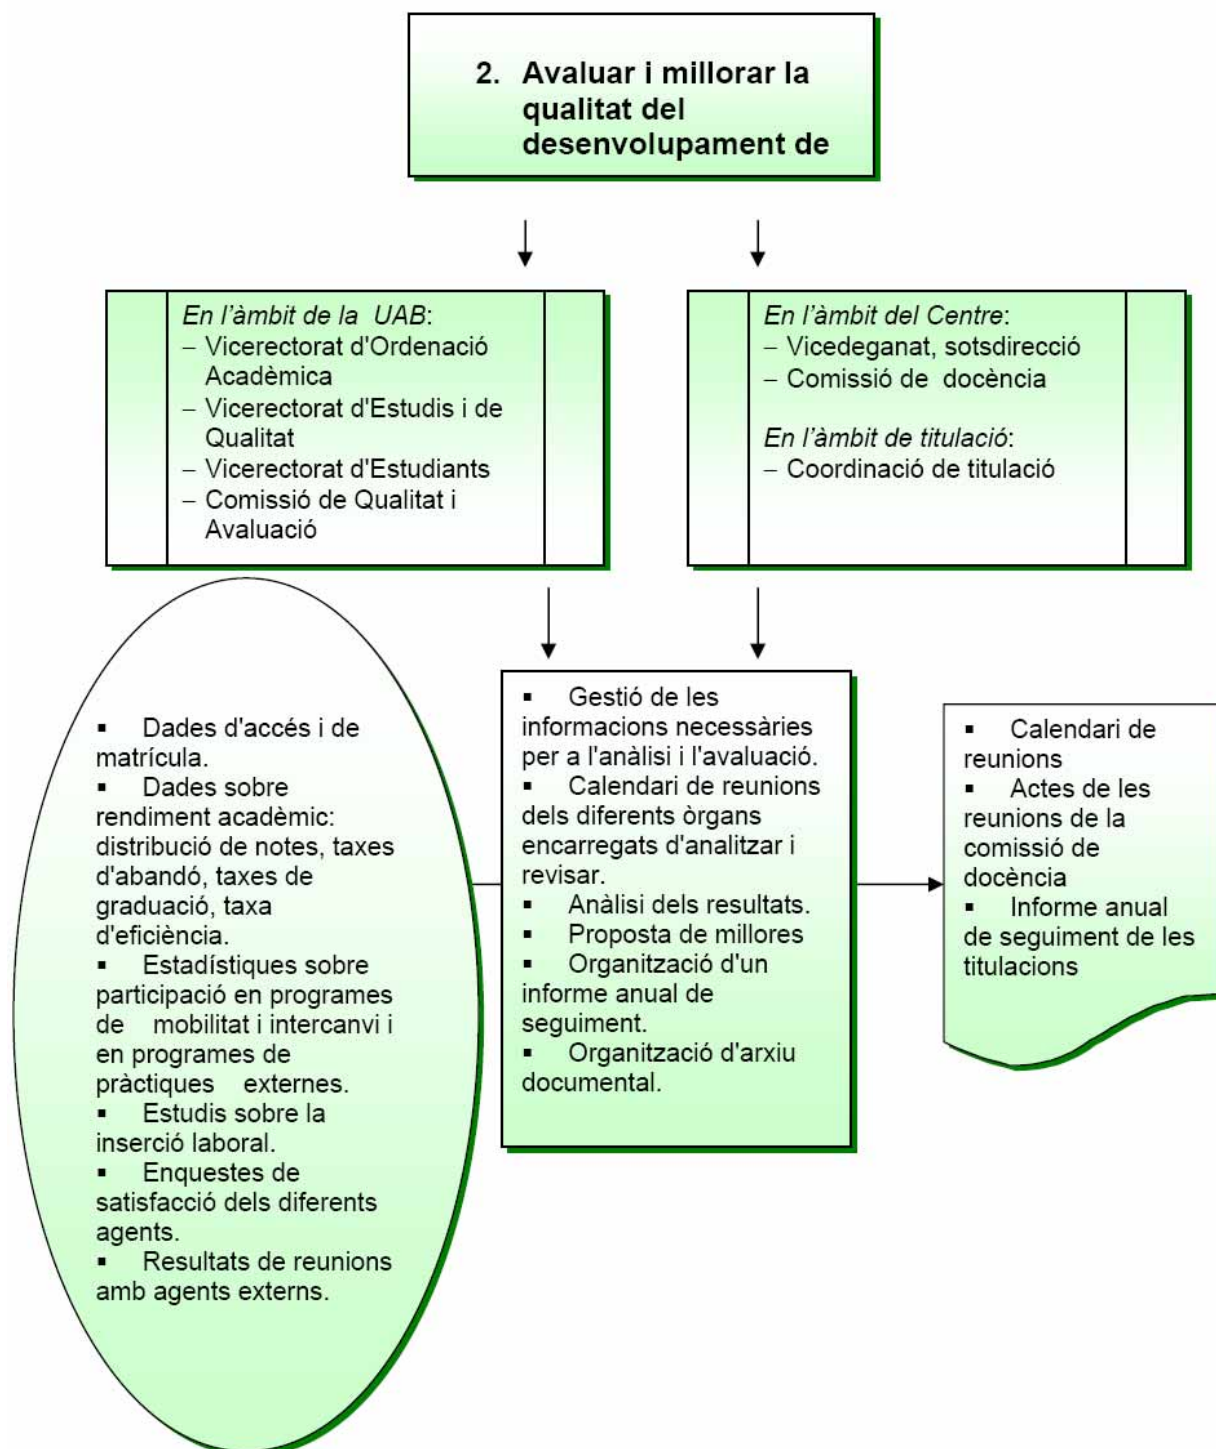 2. Avaluar i millorar la
qualitat del
desenvolupament de
En l’àmbit de la UAB:
– Vicerectorat d'Ordenació
Acadèmica
– Vicerectorat d'Estudis i de
Qualitat
– Vicerectorat d'Estudiants
– Comissió de Qualitat i
Avaluació
En l’àmbit del Centre:
– Vicedeganat, sotsdirecció
– Comissió de docència
En l’àmbit de titulació:
– Coordinació de titulació
▪ Dades d'accés i de
matrícula.
▪ Dades sobre
rendiment acadèmic:
distribució de notes, taxes
d'abandó, taxes de
graduació, taxa
d'eficiència.
▪ Estadístiques sobre
participació en programes
de mobilitat i intercanvi i
en programes de
pràctiques externes.
▪ Estudis sobre la
inserció laboral.
▪ Enquestes de
satisfacció dels diferents
agents.
▪ Resultats de reunions
amb agents externs.
▪ Gestió de les
informacions necessàries
per a l'anàlisi i l'avaluació.
▪ Calendari de reunions
dels diferents òrgans
encarregats d'analitzar i
revisar.
▪ Anàlisi dels resultats.
▪ Proposta de millores
▪ Organització d'un
informe anual de
seguiment.
▪ Organització d'arxiu
documental.
▪ Calendari de
reunions
▪ Actes de les
reunions de la
comissió de
docència
▪ Informe anual
de seguiment de les
titulacions